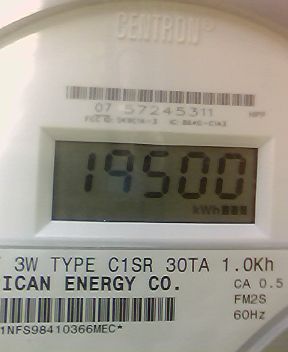 CENTRON®
07 57245311
19500
kWh
3W TYPE C1SR 30TA 1.0Kh
ICAN ENERGY CO.
CA 0.5
FM2S
1NFS98410366MEC*
60Hz